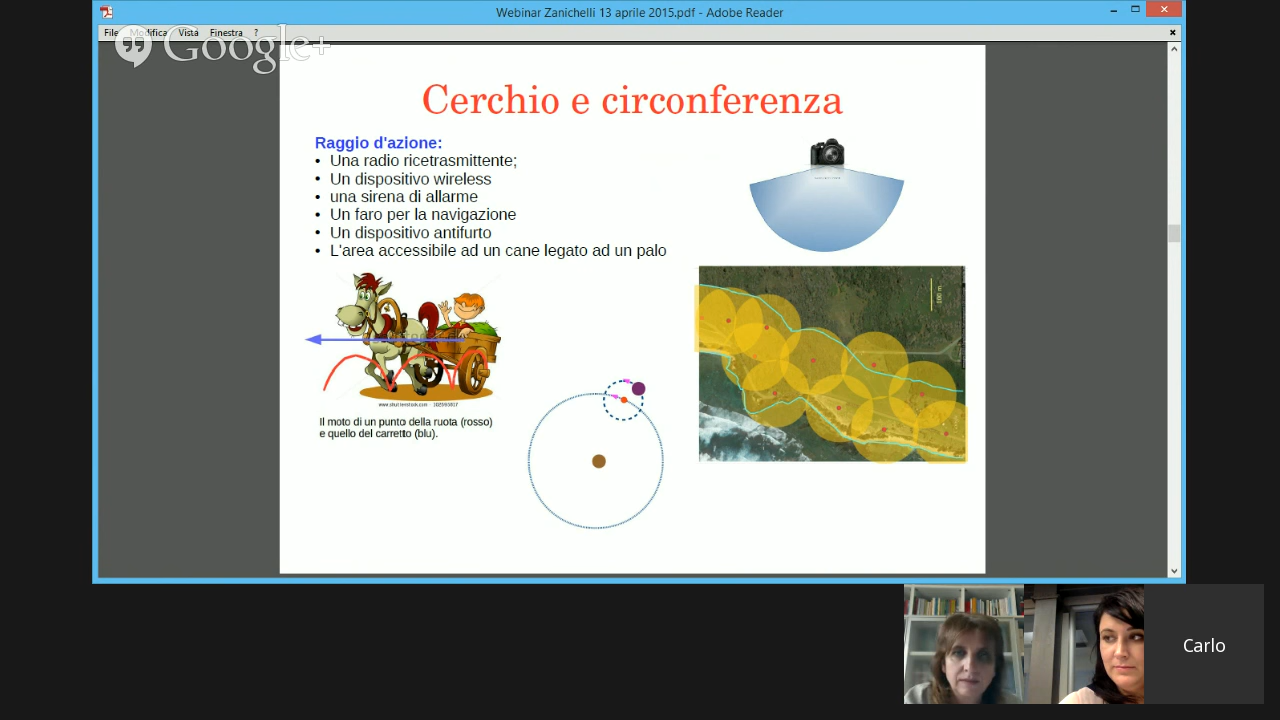 Webinar Zanichelli 13 aprile 2015.pdf - Adobe Reader
File Modifica Vista Finestra ?
Google+
Cerchio e circonferenza
Raggio d'azione:
• Una radio ricetrasmittente;
• Un dispositivo wireless
• una sirena di allarme
• Un faro per la navigazione
• Un dispositivo antifurto
• L'area accessibile ad un cane legato ad un palo
100 m.
Il moto di un punto della ruota (rosso)
e quello del carretto (blu).
Carlo